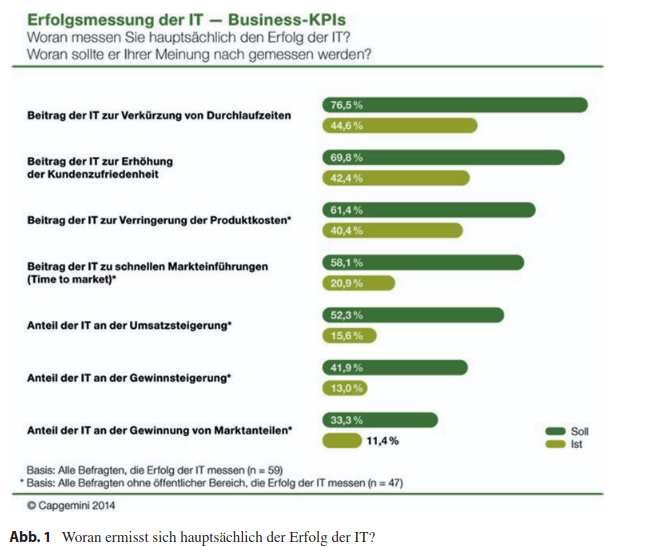 Erfolgsmessung der IT — Business-KPIs
Woran messen Sie hauptsächlich den Erfolg der IT?
Woran sollte er Ihrer Meinung nach gemessen werden?
Beitrag der IT zur Verkürzung von Durchlaufzeiten
76,5 %
44,6 %
Beitrag der IT zur Erhöhung
der Kundenzufriedenheit
69,8 %
42,4 %
Beitrag der IT zur Verringerung der Produktkosten*
61,4 %
40,4 %
Beitrag der IT zu schnellen Markteinführungen
(Time to market)*
58,1 %
20,9 %
Anteil der IT an der Umsatzsteigerung*
52,3 %
15,6 %
Anteil der IT an der Gewinnsteigerung*
41,9 %
13,0 %
Anteil der IT an der Gewinnung von Marktanteilen*
33,3 %
11,4 %
Soll
Ist
Basis: Alle Befragten, die Erfolg der IT messen (n = 59)
* Basis: Alle Befragten ohne öffentlicher Bereich, die Erfolg der IT messen (n = 47)
© Capgemini 2014
Abb. 1 Woran ermisst sich hauptsächlich der Erfolg der IT?